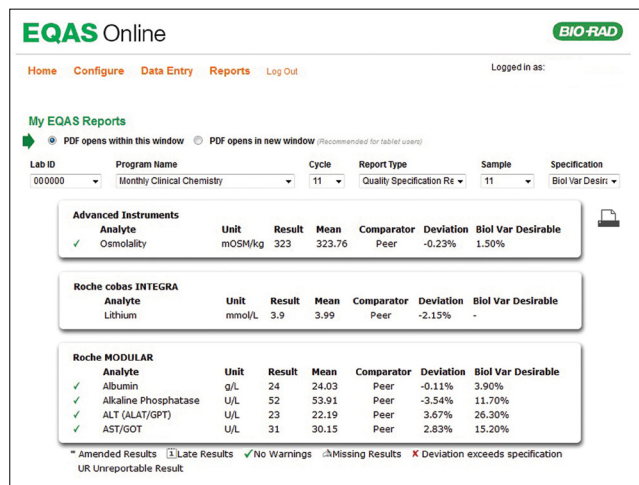 EQAS Online
BIO-RAD
Home Configure Data Entry Reports Log Out
Logged in as:
My EQAS Reports
PDF opens within this window PDF opens in new window (Recommended for tablet users)
Lab ID Program Name Cycle Report Type Sample Specification
000000 Monthly Clinical Chemistry 11 Quality Specification Re 11 Biol Var Desira
Advanced Instruments
Analyte Unit Result Mean Comparator Deviation Biol Var Desirable
✓ Osmolality mOSM/kg 323 323.76 Peer -0.23% 1.50%
Roche cobas INTEGRA
Analyte Unit Result Mean Comparator Deviation Biol Var Desirable
Lithium mmol/L 3.9 3.99 Peer -2.15% -
Roche MODULAR
Analyte Unit Result Mean Comparator Deviation Biol Var Desirable
✓ Albumin g/L 24 24.03 Peer -0.11% 3.90%
✓ Alkaline Phosphatase U/L 52 53.91 Peer -3.54% 11.70%
✓ ALT (ALAT/GPT) U/L 23 22.19 Peer 3.67% 26.30%
✓ AST/GOT U/L 31 30.15 Peer 2.83% 15.20%
* Amended Results 1 Late Results ✓ No Warnings Missing Results ✗ Deviation exceeds specification
UR Unreportable Result